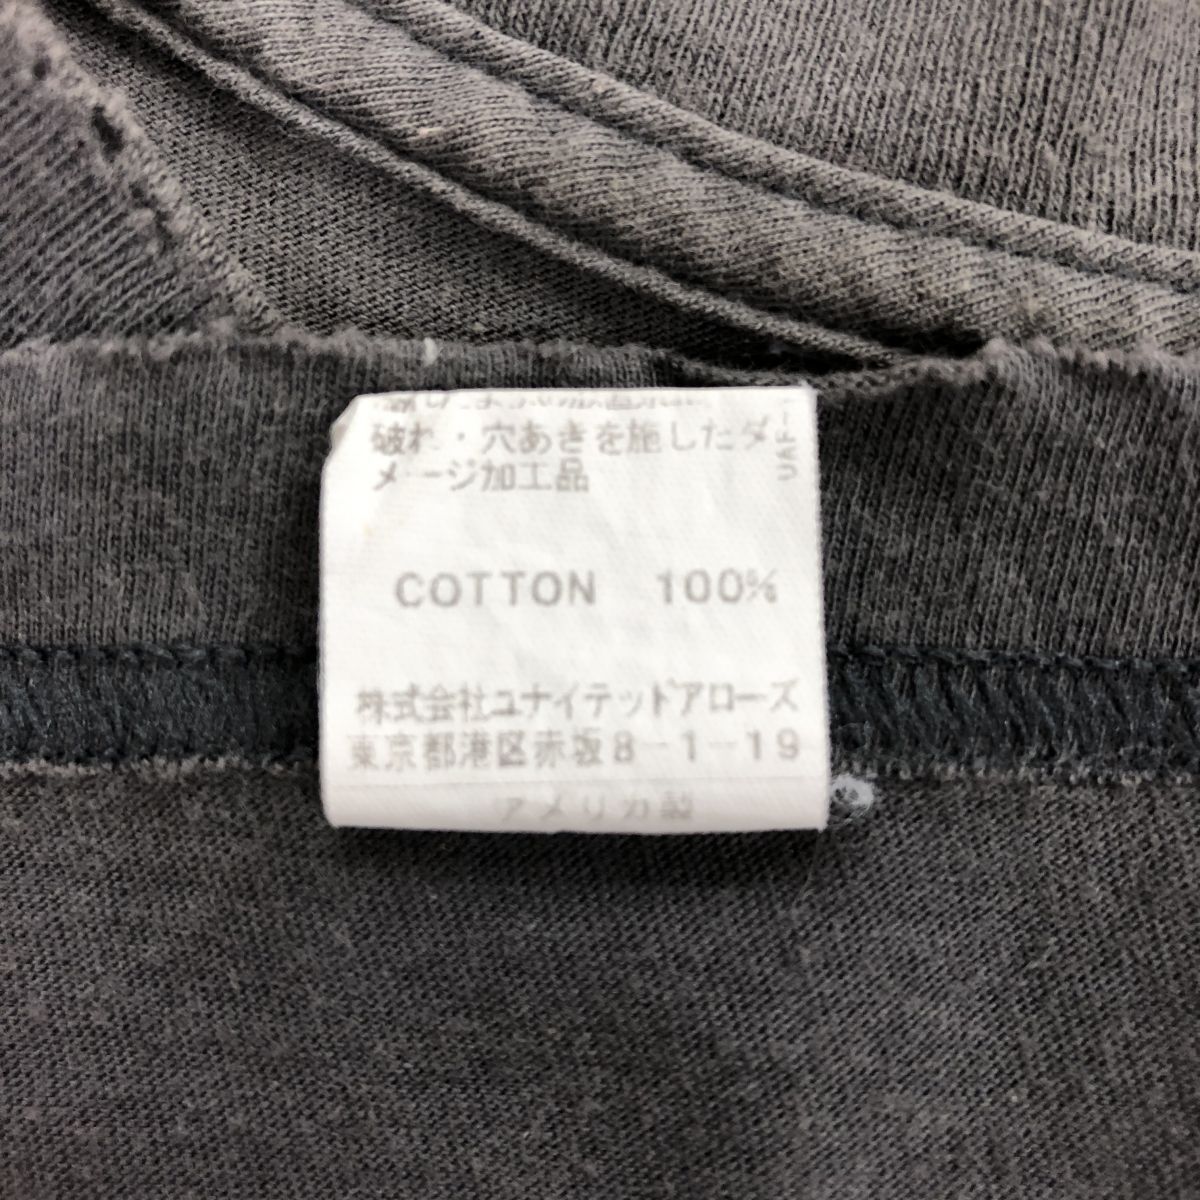 破れ・穴あきを施したダ
メージ加工品
COTTON 100%
株式会社ユナイテッドアローズ
東京都港区赤坂8-1-19
アメリカ製